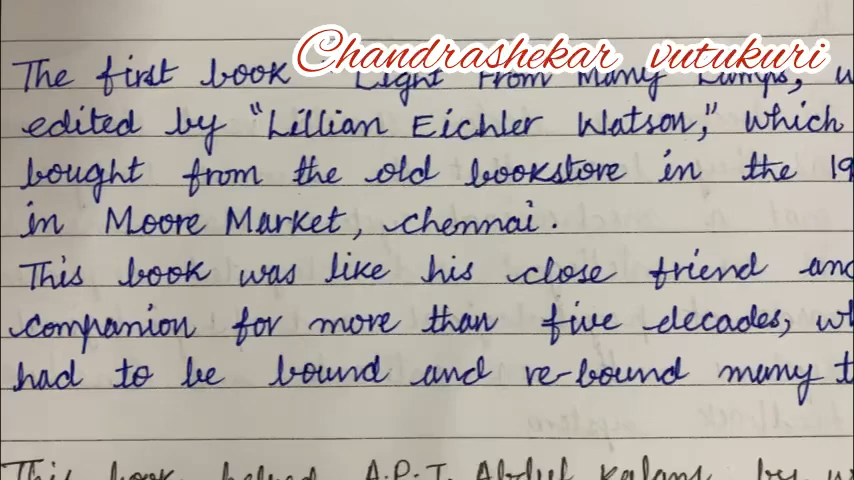 Chandrashekar vutukuri
The first book "Light From Many Lamps,
edited by "Lillian Eichler Watson," which
bought from the old bookstore in the 19
in Moore Market, chennai.
This book was like his close friend and
companion for more than five decades,
had to be bound and re-bound many
This book helped A.P.J. Abdul Kalam by